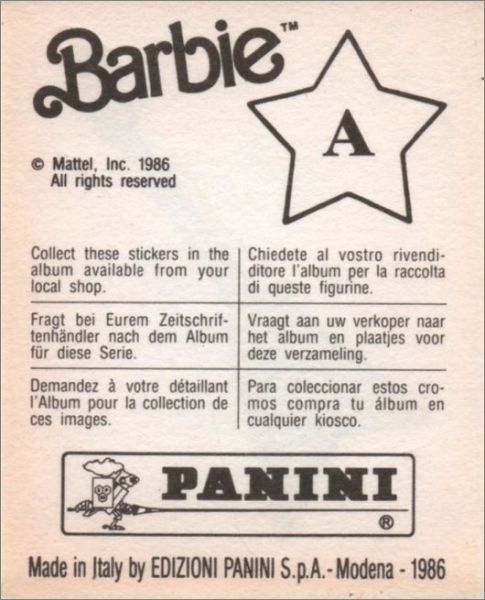 Barbie™
A
© Mattel, Inc. 1986
All rights reserved
Collect these stickers in the
album available from your
local shop.
Chiedete al vostro rivendi-
ditore l'album per la raccolta
di queste figurine.
Fragt bei Eurem Zeitschrif-
tenhändler nach dem Album
für diese Serie.
Vraagt aan uw verkoper naar
het album en plaatjes voor
deze verzameling.
Demandez à votre détaillant
l'Album pour la collection de
ces images.
Para coleccionar estos cro-
mos compra tu álbum en
cualquier kiosco.
PANINI
®
Made in Italy by EDIZIONI PANINI S.p.A. - Modena - 1986